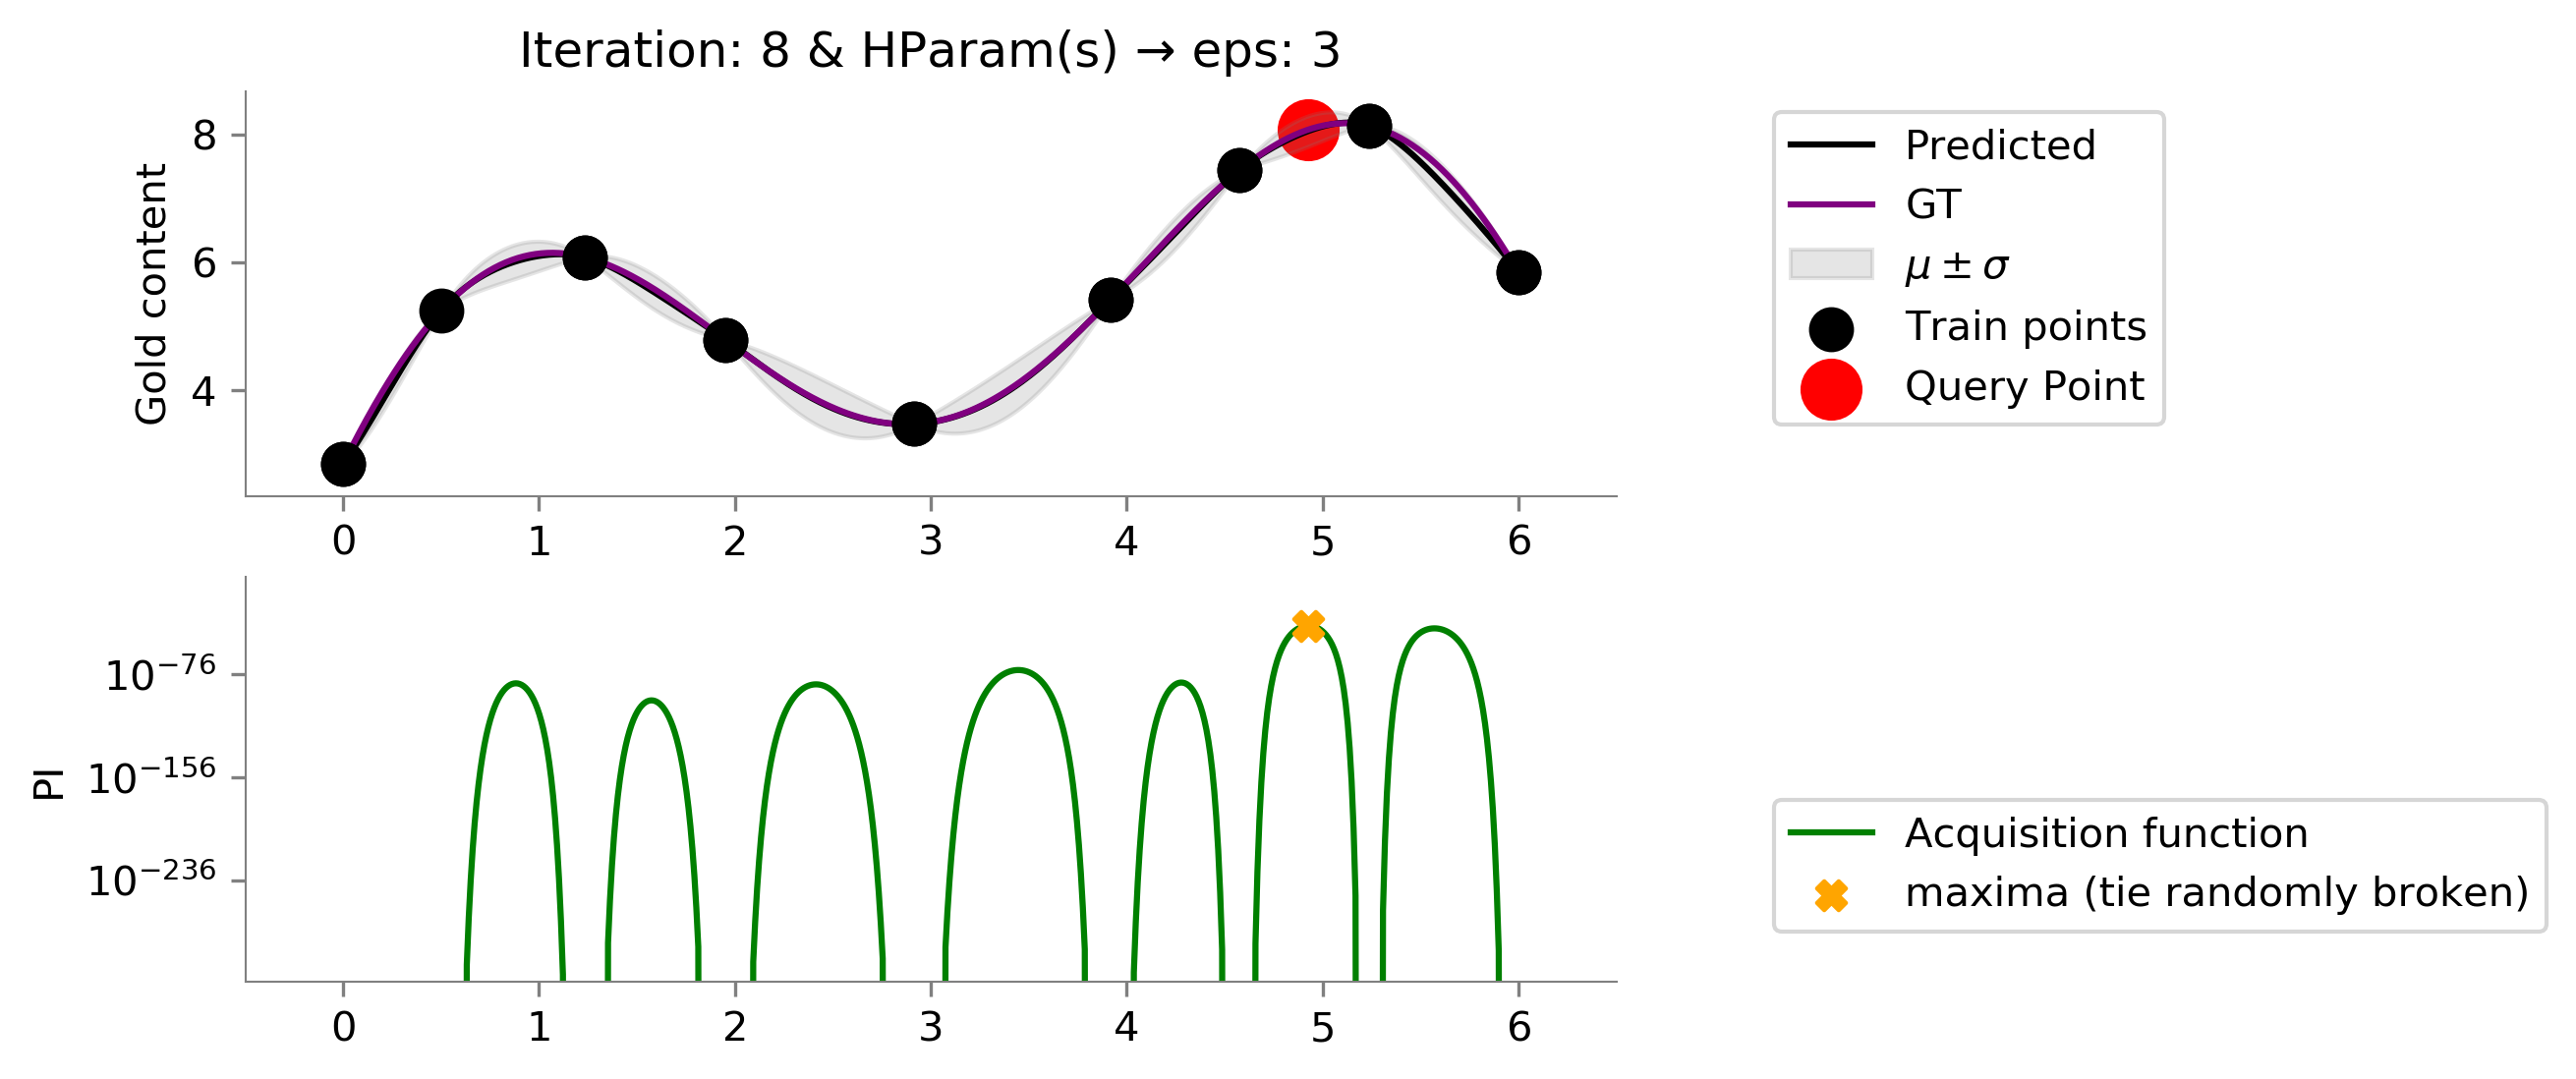 Iteration: 8 & HParam(s) → eps: 3
Gold content
8
6
4
0 1 2 3 4 5 6
Predicted
GT
μ ± σ
Train points
Query Point
PI
10⁻⁷⁶
10⁻¹⁵⁶
10⁻²³⁶
0 1 2 3 4 5 6
Acquisition function
maxima (tie randomly broken)